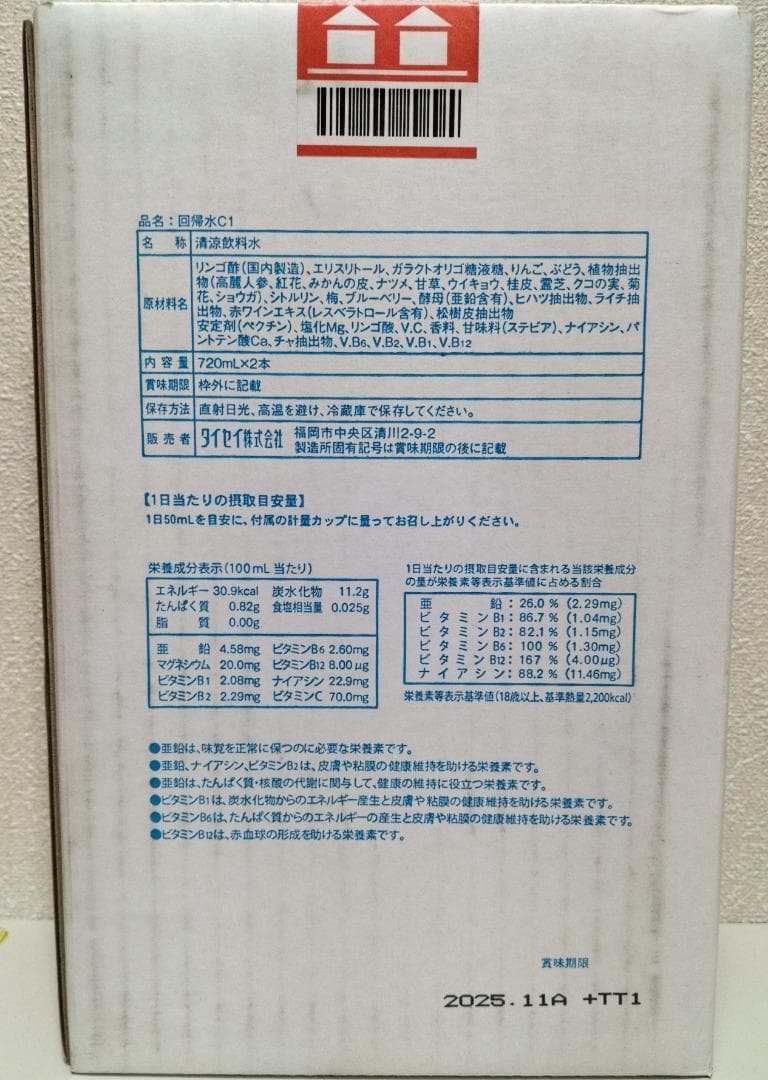 品名：回帰水C1
名称 清涼飲料水
原材料名 リンゴ酢(国内製造)、エリスリトール、ガラクトオリゴ糖液糖、りんご、ぶどう、植物抽出
物(高麗人参、紅花、みかんの皮、ナツメ、甘草、ウイキョウ、桂皮、霊芝、クコの実、菊
花、ショウガ)、シトルリン、梅、ブルーベリー、酵母(亜鉛含有)、ヒハツ抽出物、ライチ抽
出物、赤ワインエキス(レスベラトロール含有)、松樹皮抽出物
安定剤(ペクチン)、塩化Mg、リンゴ酸、V.C、香料、甘味料(ステビア)、ナイアシン、パ
ントテン酸Ca、チャ抽出物、V.B6、V.B2、V.B1、V.B12
内容量 720mL×2本
賞味期限 枠外に記載
保存方法 直射日光、高温を避け、冷蔵庫で保存してください。
販売者 タイセイ株式会社 福岡市中央区清川2-9-2
製造所固有記号は賞味期限の後に記載
【1日当たりの摂取目安量】
1日50mLを目安に、付属の計量カップに量ってお召し上がりください。
栄養成分表示(100mL当たり)
エネルギー 30.9kcal 炭水化物 11.2g
たんぱく質 0.82g 食塩相当量 0.025g
脂質 0.00g
亜鉛 4.58mg ビタミンB6 2.60mg
マグネシウム 20.0mg ビタミンB12 8.00μg
ビタミンB1 2.08mg ナイアシン 22.9mg
ビタミンB2 2.29mg ビタミンC 70.0mg
1日当たりの摂取目安量に含まれる当該栄養成分
の量が栄養素等表示基準値に占める割合
亜鉛：26.0％(2.29mg)
ビタミンB1：86.7％(1.04mg)
ビタミンB2：82.1％(1.15mg)
ビタミンB6：100％(1.30mg)
ビタミンB12：167％(4.00μg)
ナイアシン：88.2％(11.46mg)
栄養素等表示基準値(18歳以上、基準熱量2,200kcal)
●亜鉛は、味覚を正常に保つのに必要な栄養素です。
●亜鉛、ナイアシン、ビタミンB2は、皮膚や粘膜の健康維持を助ける栄養素です。
●亜鉛は、たんぱく質・核酸の代謝に関与して、健康の維持に役立つ栄養素です。
●ビタミンB1は、炭水化物からのエネルギー産生と皮膚や粘膜の健康維持を助ける栄養素です。
●ビタミンB6は、たんぱく質からのエネルギーの産生と皮膚や粘膜の健康維持を助ける栄養素です。
●ビタミンB12は、赤血球の形成を助ける栄養素です。
賞味期限
2025.11A +TT1